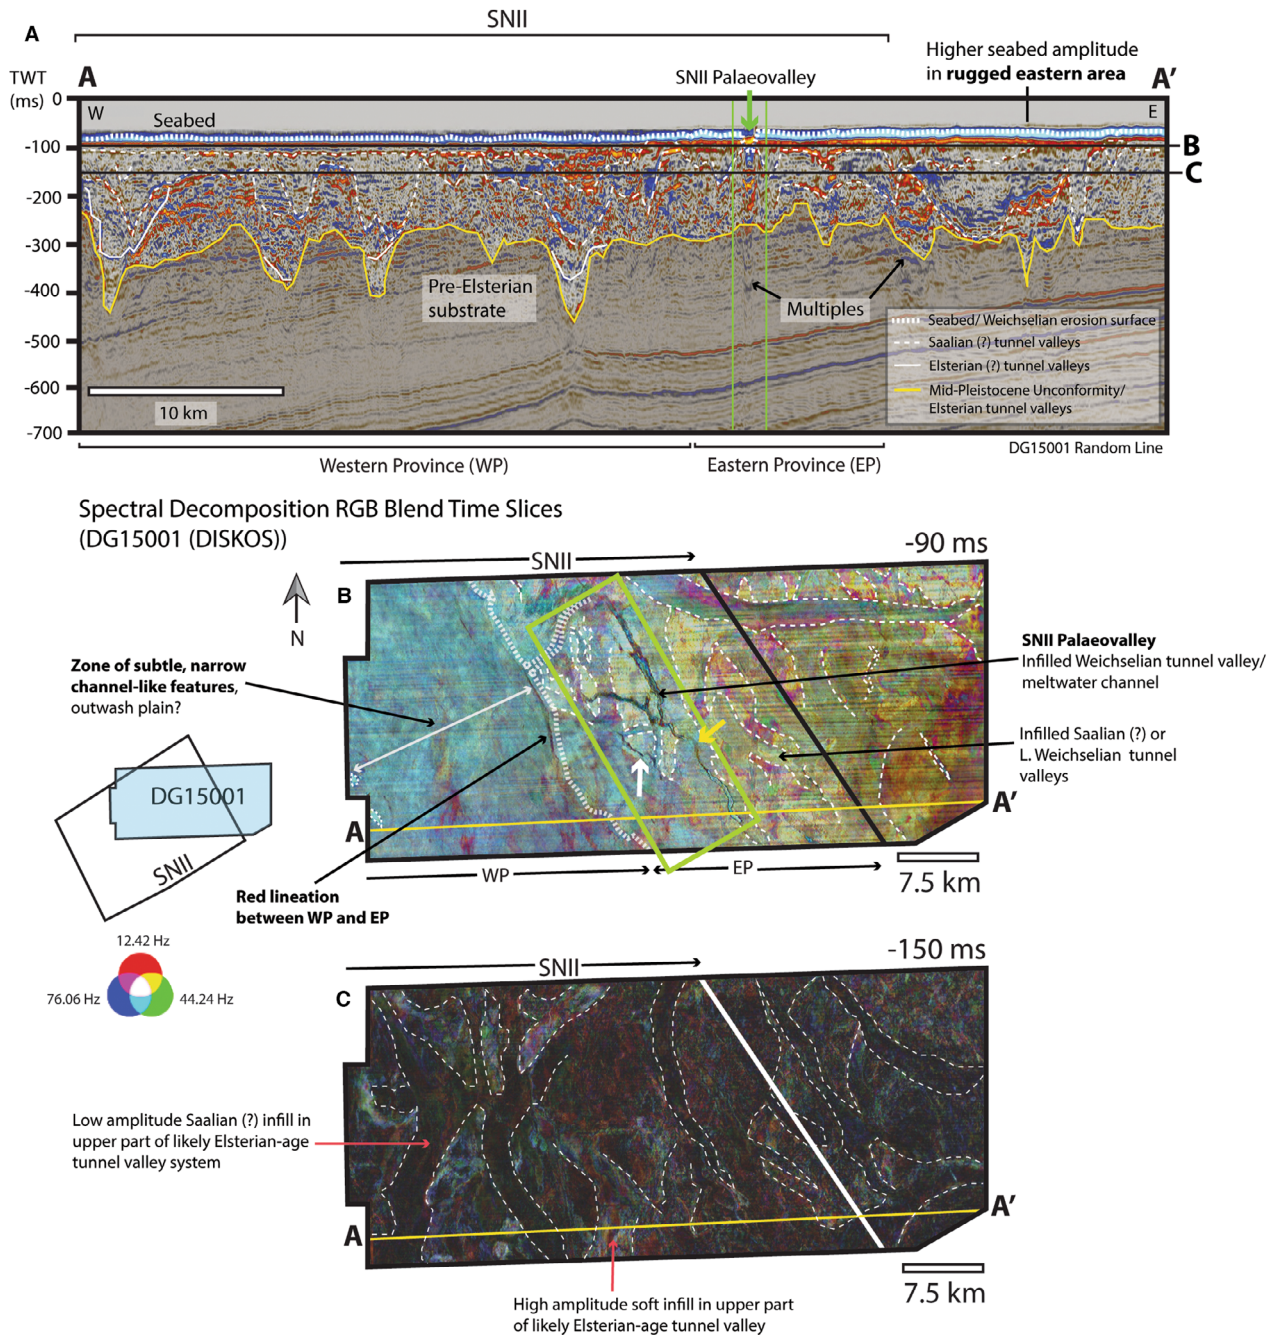 A
SNII
TWT
(ms)
A
A′
SNII Palaeovalley
Higher seabed amplitude
in rugged eastern area
0
-100
-200
-300
-400
-500
-600
-700
W
E
Seabed
B
C
Pre-Elsterian
substrate
Multiples
Seabed/ Weichselian erosion surface
Saalian (?) tunnel valleys
Elsterian (?) tunnel valleys
Mid-Pleistocene Unconformity/
Elsterian tunnel valleys
10 km
Western Province (WP)
Eastern Province (EP)
DG15001 Random Line
Spectral Decomposition RGB Blend Time Slices
(DG15001 (DISKOS))
-90 ms
SNII
B
N
Zone of subtle, narrow
channel-like features,
outwash plain?
SNII Palaeovalley
Infilled Weichselian tunnel valley/
meltwater channel
Infilled Saalian (?) or
L. Weichselian tunnel
valleys
DG15001
SNII
A
A′
WP
EP
7.5 km
Red lineation
between WP and EP
12.42 Hz
76.06 Hz
44.24 Hz
-150 ms
SNII
C
Low amplitude Saalian (?) infill in
upper part of likely Elsterian-age
tunnel valley system
A
A′
7.5 km
High amplitude soft infill in upper part
of likely Elsterian-age tunnel valley